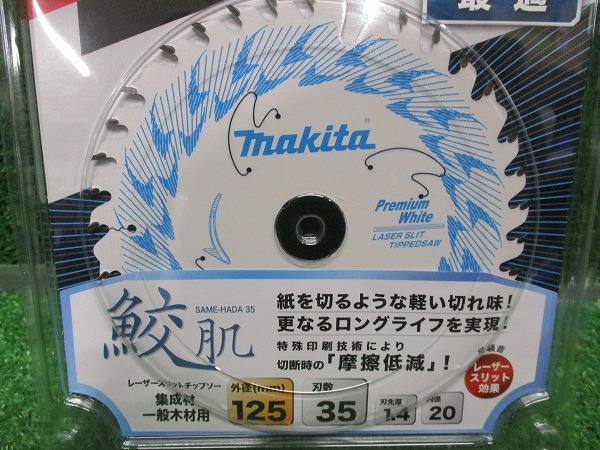 最適
makita
Premium
White
LASER SLIT
TIPPEDSAW
鮫肌
SAME-HADA 35
紙を切るような軽い切れ味!
更なるロングライフを実現!
特殊印刷技術により
切断時の「摩擦低減」!
低騒音
レーザー
スリット
効果
レーザースリットチップソー
集成材
一般木材用
外径(mm)
125
刃数
35
刃先厚
1.4
内径
20